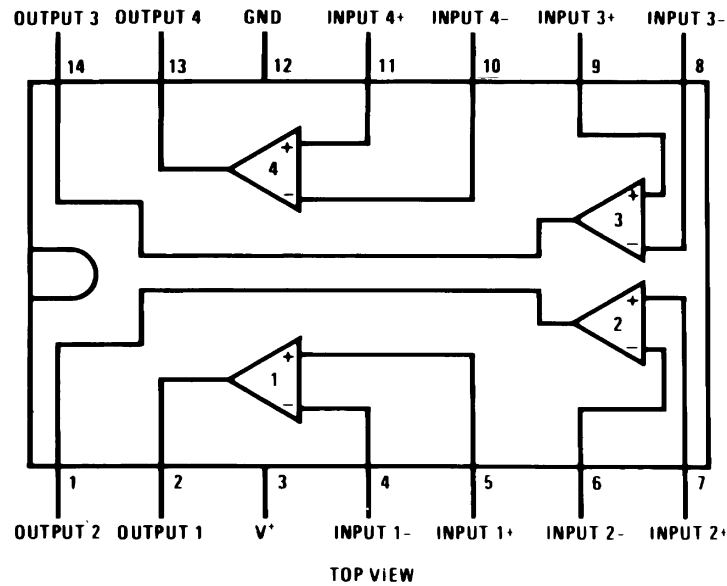 OUTPUT 3 OUTPUT 4 GND INPUT 4+ INPUT 4- INPUT 3+ INPUT 3-
14 13 12 11 10 9 8
+
4
-
+
3
-
+
2
-
+
1
-
1 2 3 4 5 6 7
OUTPUT 2 OUTPUT 1 V+ INPUT 1- INPUT 1+ INPUT 2- INPUT 2+
TOP VIEW